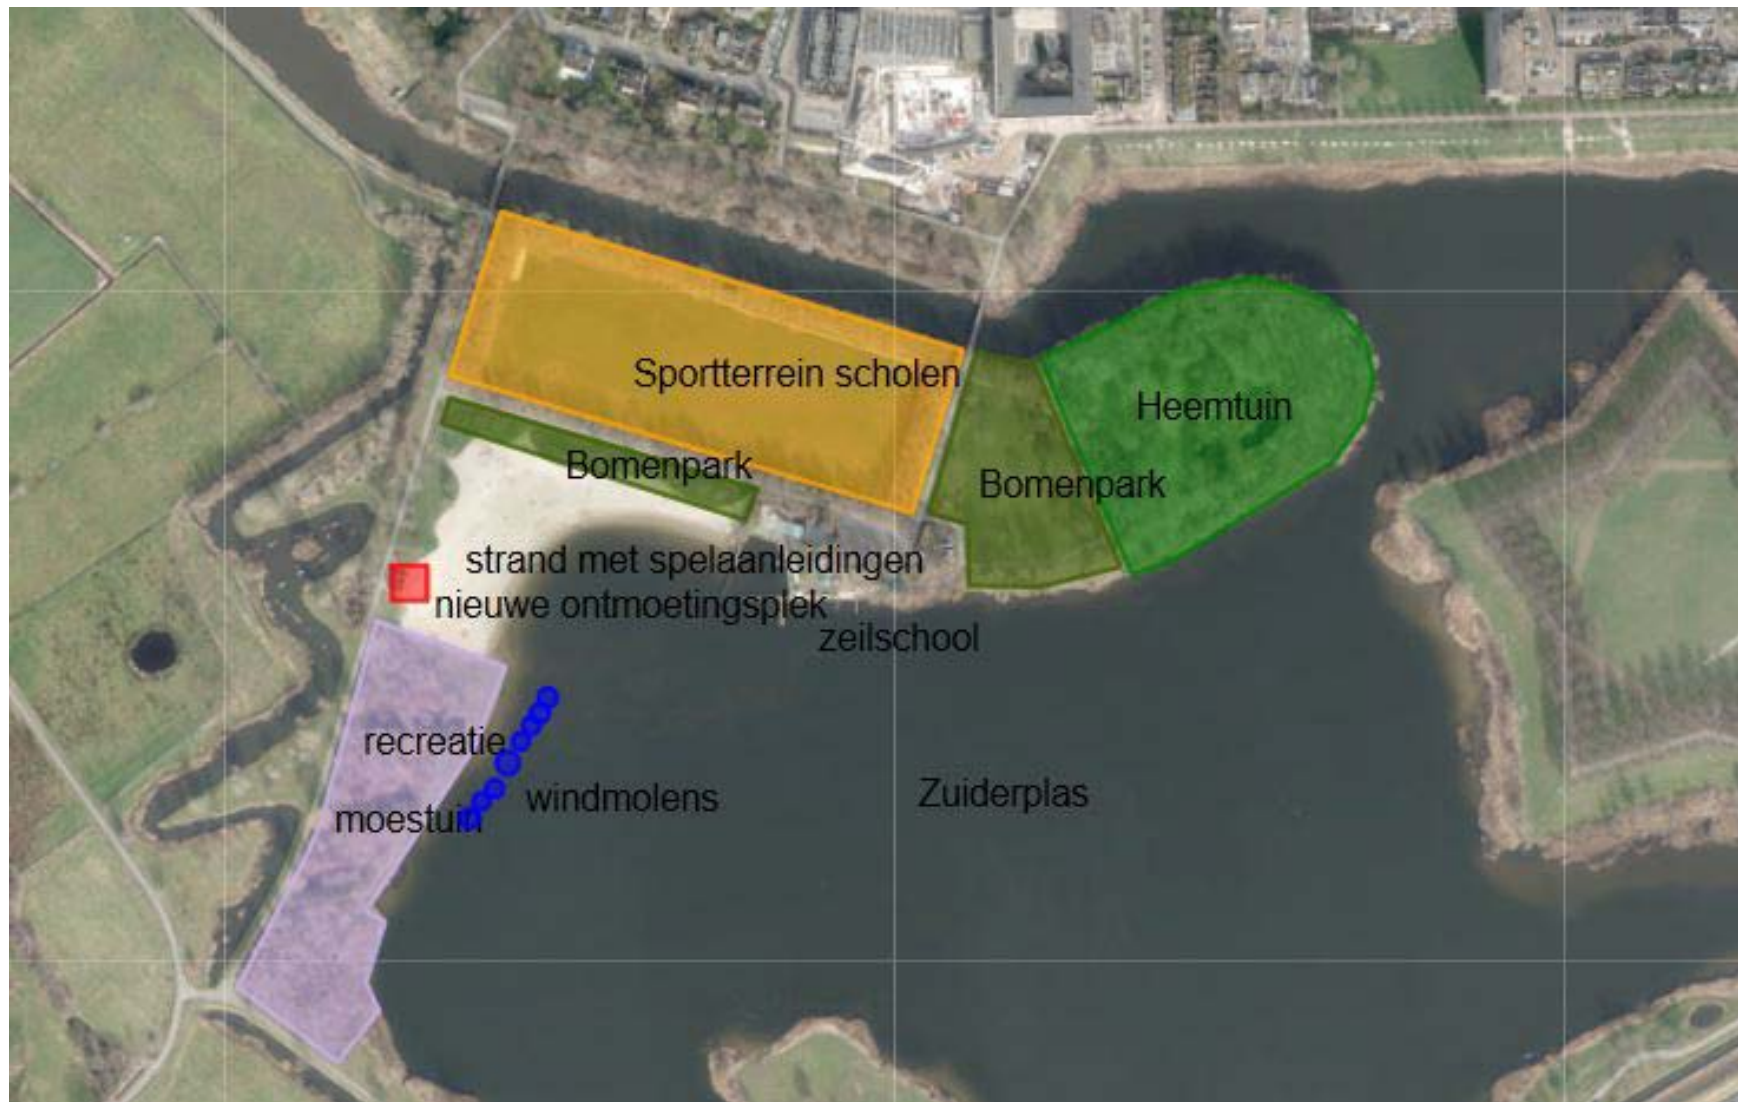 Sportterrein scholen
Heemtuin
Bomenpark
Bomenpark
strand met spelaanleidingen
nieuwe ontmoetingsplek
zeilschool
recreatie
windmolens
Zuiderplas
moestuin